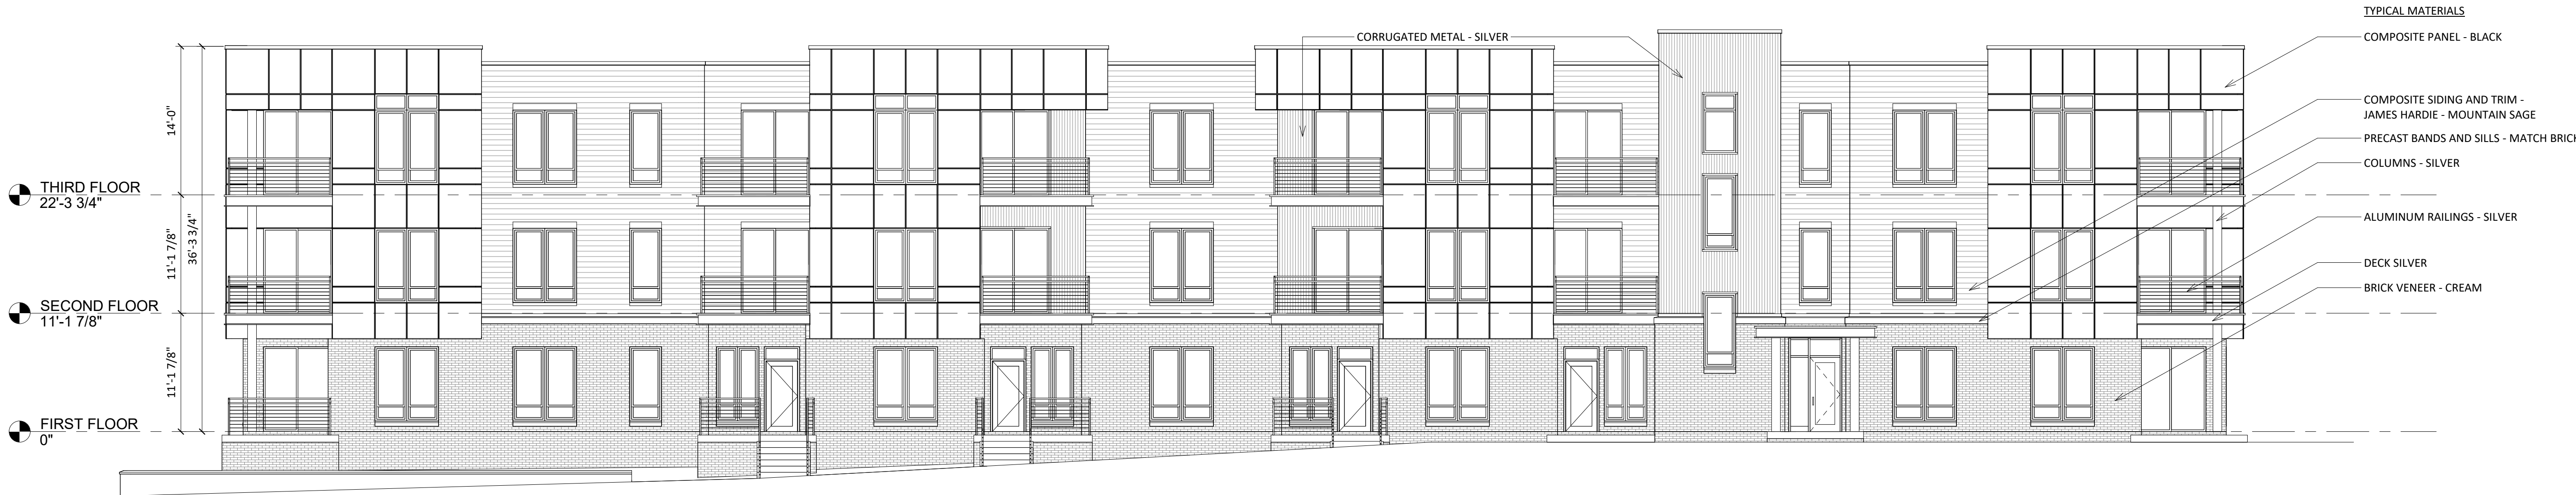 TYPICAL MATERIALS
CORRUGATED METAL - SILVER
COMPOSITE PANEL - BLACK
COMPOSITE SIDING AND TRIM -
JAMES HARDIE - MOUNTAIN SAGE
PRECAST BANDS AND SILLS - MATCH BRICK
COLUMNS - SILVER
ALUMINUM RAILINGS - SILVER
DECK SILVER
BRICK VENEER - CREAM
14'-0"
11'-1 7/8"
11'-1 7/8"
36'-3 3/4"
THIRD FLOOR
22'-3 3/4"
SECOND FLOOR
11'-1 7/8"
FIRST FLOOR
0"